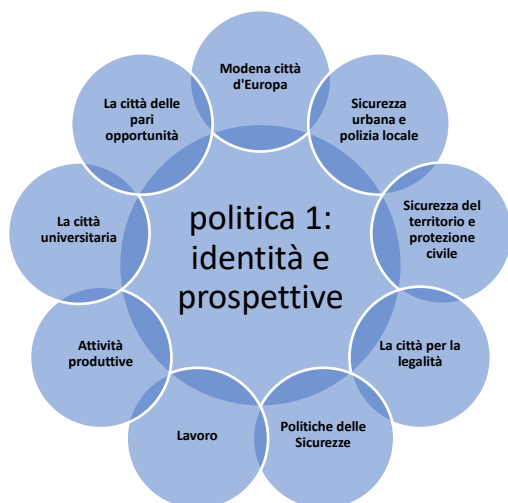 politica 1:
identità e
prospettive
Modena città
d'Europa
Sicurezza
urbana e
polizia locale
Sicurezza del
territorio e
protezione
civile
La città per la
legalità
Politiche delle
Sicurezze
Lavoro
Attività
produttive
La città
universitaria
La città delle
pari
opportunità